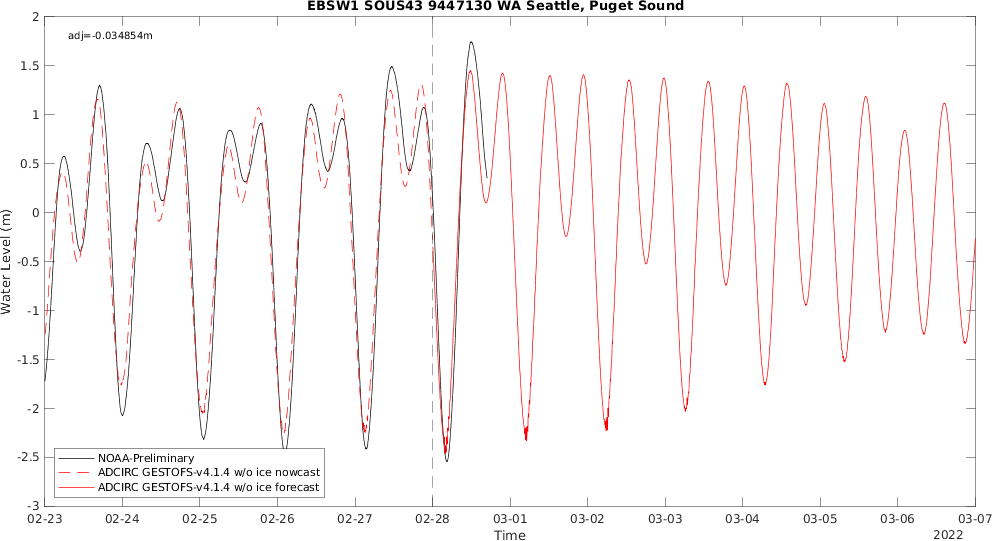 EBSW1 SOUS43 9447130 WA Seattle, Puget Sound
adj=-0.034854m
2
1.5
1
0.5
0
-0.5
-1
-1.5
-2
-2.5
-3
Water Level (m)
NOAA-Preliminary
ADCIRC GESTOFS-v4.1.4 w/o ice nowcast
ADCIRC GESTOFS-v4.1.4 w/o ice forecast
02-23 02-24 02-25 02-26 02-27 02-28 03-01 03-02 03-03 03-04 03-05 03-06 03-07
Time
2022